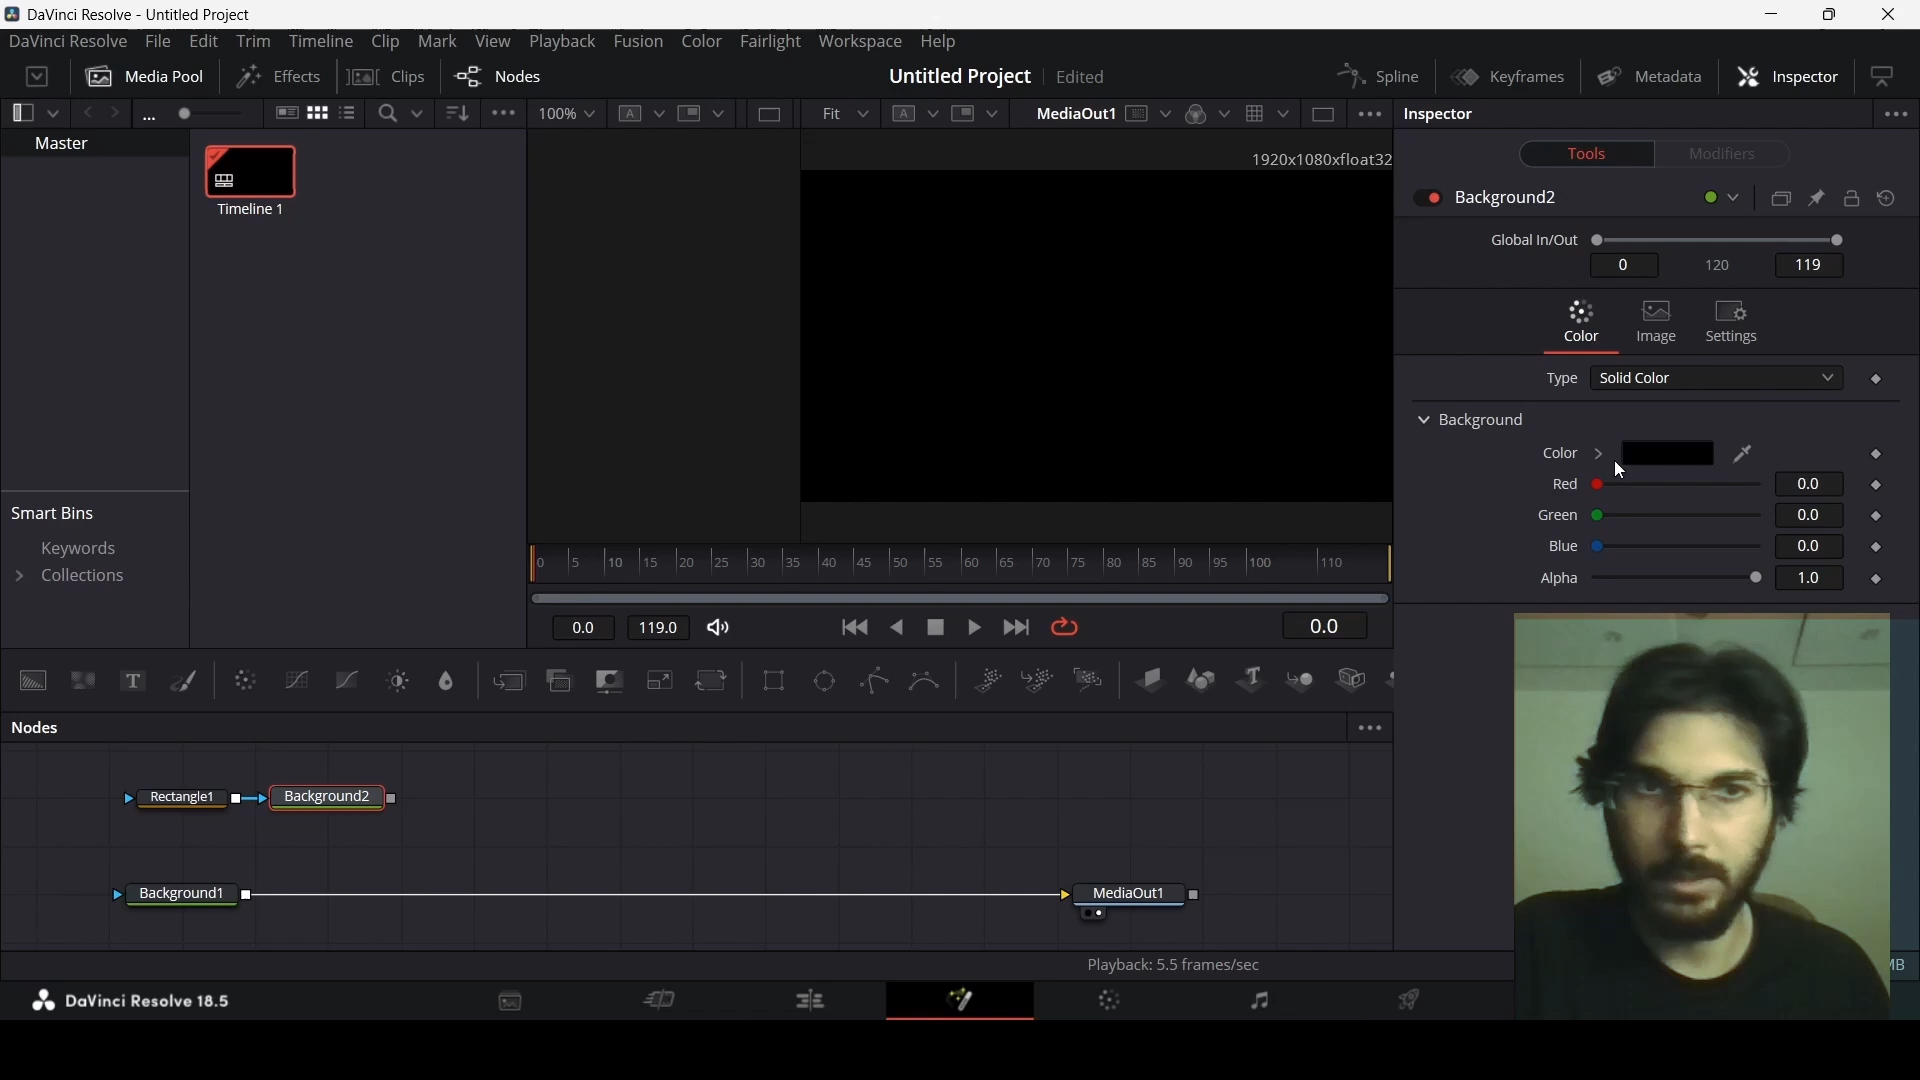 DaVinci Resolve - Untitled Project
DaVinci Resolve File Edit Trim Timeline Clip Mark View Playback Fusion Color Fairlight Workspace Help
Media Pool Effects Clips Nodes Untitled Project Edited Spline Keyframes Metadata Inspector
... 100% Fit MediaOut1 Inspector
Master
Timeline 1
1920x1080xfloat32
Tools Modifiers
Background2
Global In/Out
0 120 119
Color Image Settings
Type Solid Color
Background
Color
Red 0.0
Green 0.0
Blue 0.0
Alpha 1.0
Smart Bins
Keywords
Collections
0 5 10 15 20 25 30 35 40 45 50 55 60 65 70 75 80 85 90 95 100 110
0.0 119.0 0.0
Nodes
Rectangle1 Background2
Background1 MediaOut1
Playback: 5.5 frames/sec
MB
DaVinci Resolve 18.5